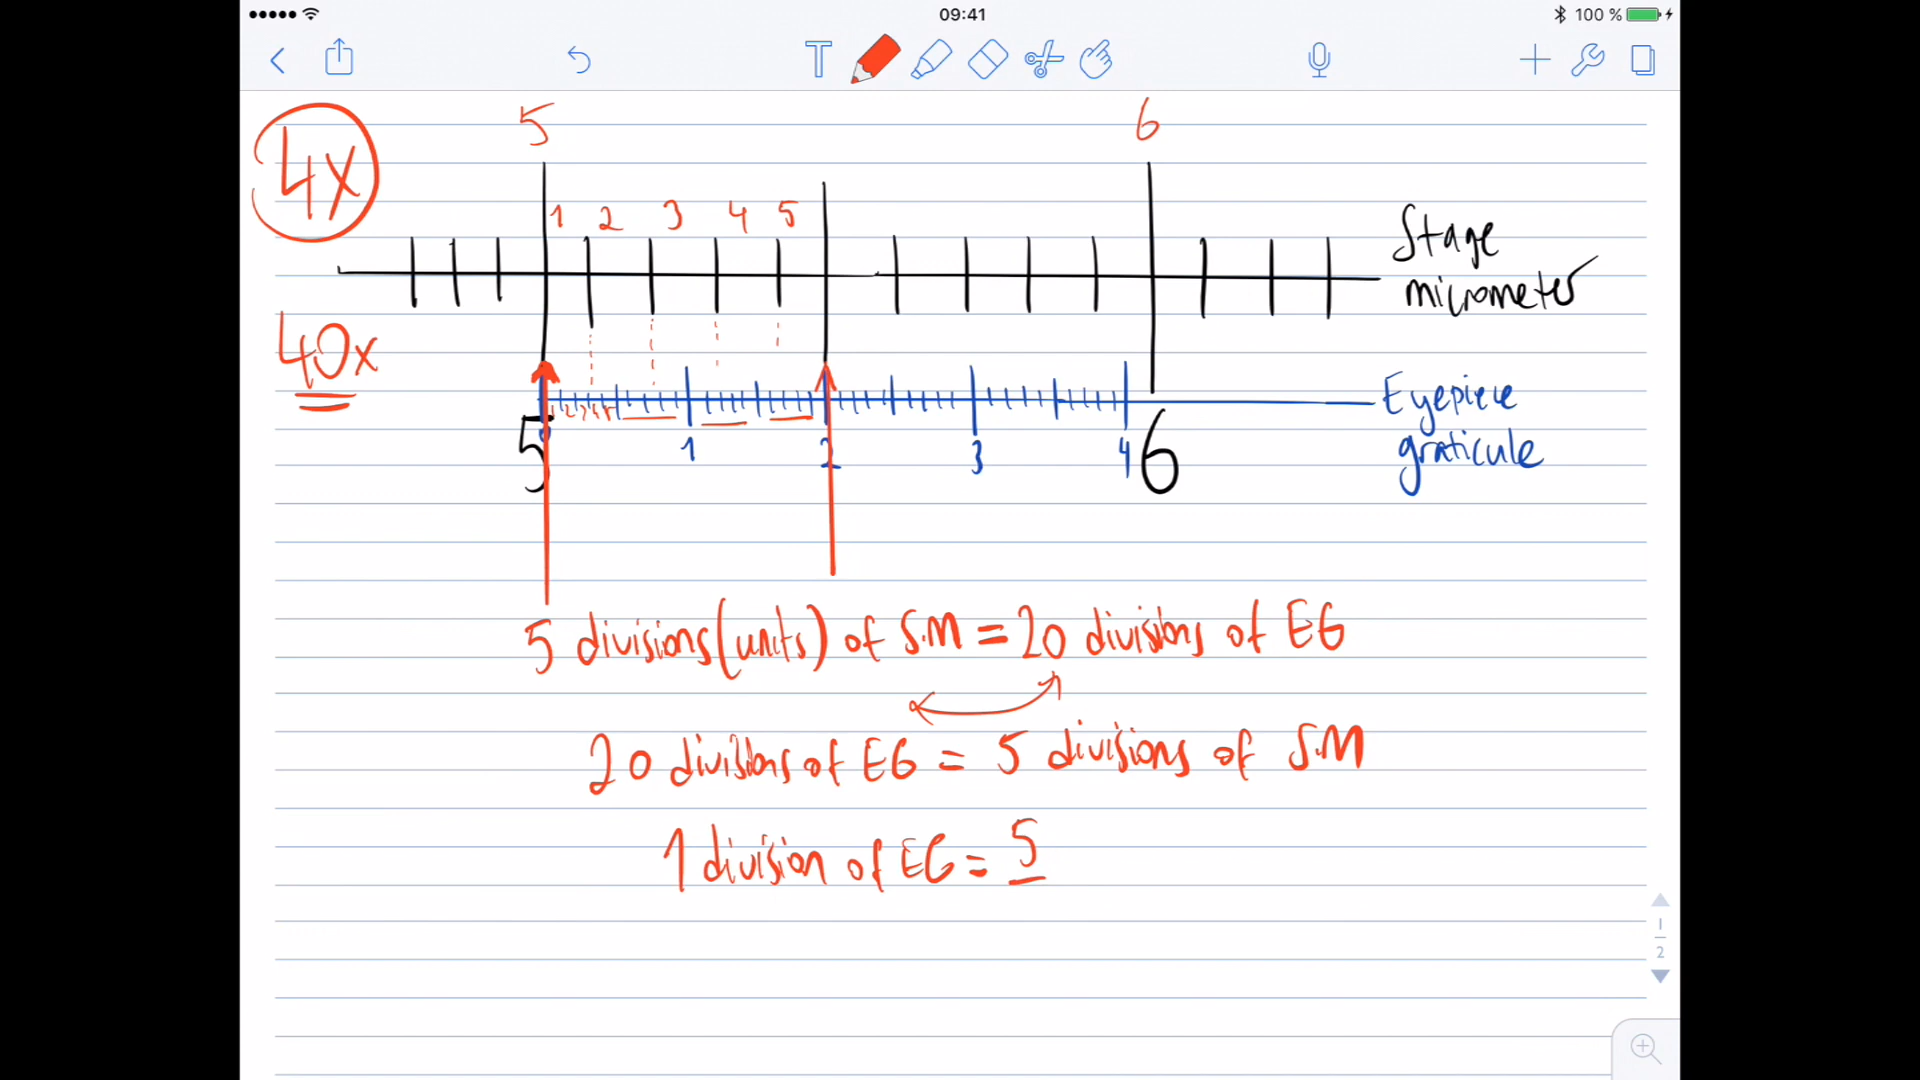 09:41
100 %
T
4x
5
6
1 2 3 4 5
Stage
micrometer
40x
Eyepiece
graticule
5
1
2
3
4
6
5 divisions (units) of S.M = 20 divisions of EG
20 divisions of EG = 5 divisions of S.M
1 division of EG = 5
1
2